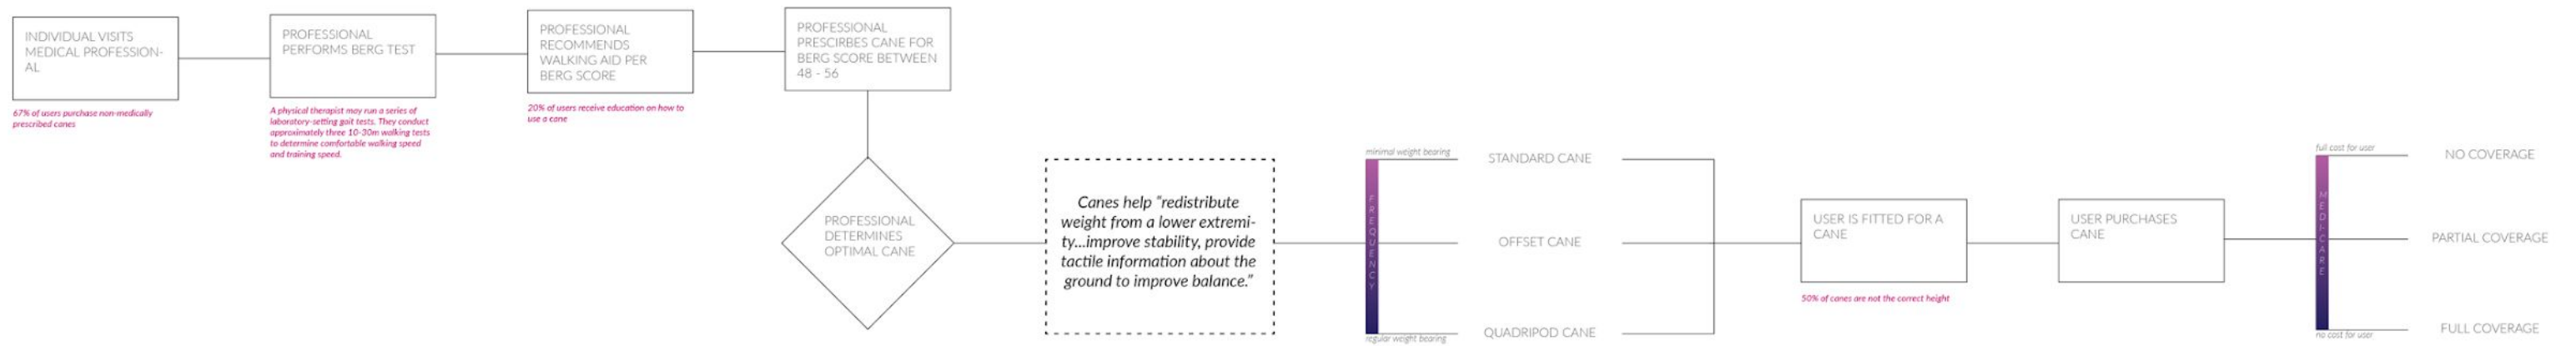 INDIVIDUAL VISITS
MEDICAL PROFESSION-
AL
67% of users purchase non-medically
prescribed canes
PROFESSIONAL
PERFORMS BERG TEST
A physical therapist may run a series of
laboratory-setting gait tests. They conduct
approximately three 10-30m walking tests
to determine comfortable walking speed
and training speed.
PROFESSIONAL
RECOMMENDS
WALKING AID PER
BERG SCORE
20% of users receive education on how to
use a cane
PROFESSIONAL
PRESCIRBES CANE FOR
BERG SCORE BETWEEN
48 - 56
PROFESSIONAL
DETERMINES
OPTIMAL CANE
Canes help "redistribute
weight from a lower extremi-
ty...improve stability, provide
tactile information about the
ground to improve balance."
minimal weight bearing
FREQUENCY
regular weight bearing
STANDARD CANE
OFFSET CANE
QUADRIPOD CANE
USER IS FITTED FOR A
CANE
50% of canes are not the correct height
USER PURCHASES
CANE
full cost for user
MEDICARE
no cost for user
NO COVERAGE
PARTIAL COVERAGE
FULL COVERAGE